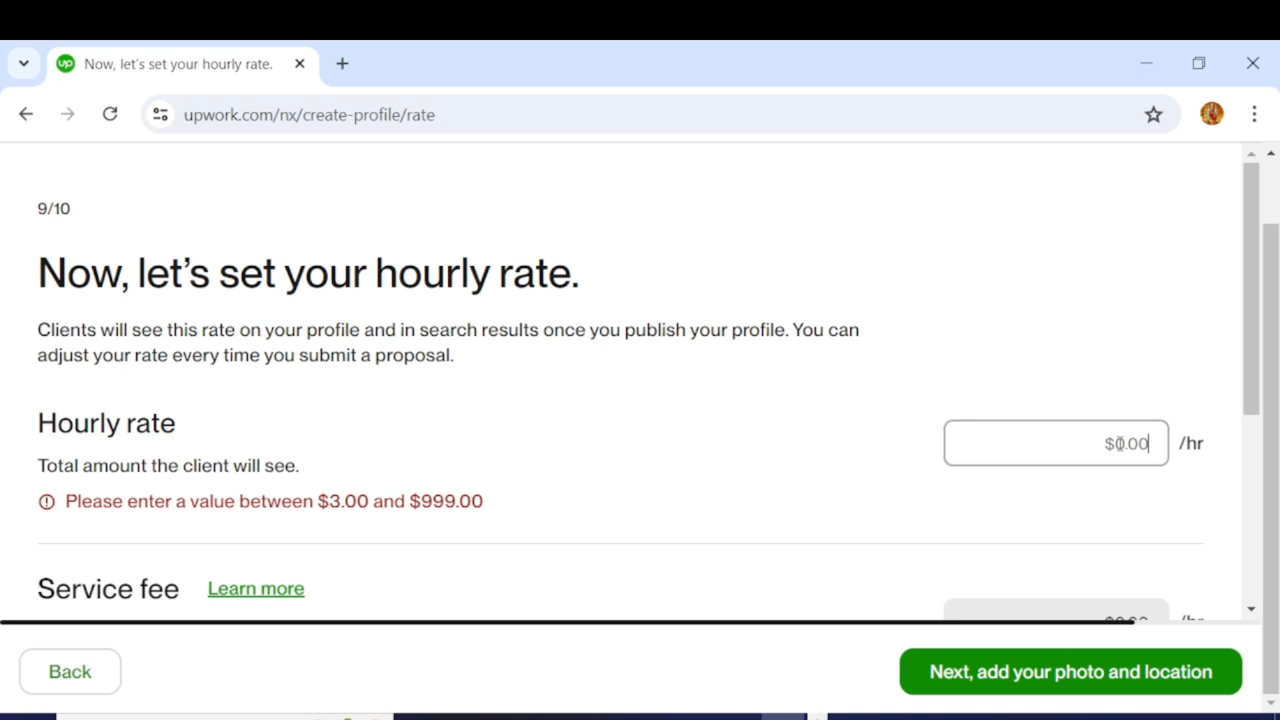 up Now, let's set your hourly rate.
upwork.com/nx/create-profile/rate
9/10
Now, let's set your hourly rate.
Clients will see this rate on your profile and in search results once you publish your profile. You can
adjust your rate every time you submit a proposal.
Hourly rate
$0.00 /hr
Total amount the client will see.
Please enter a value between $3.00 and $999.00
Service fee Learn more
Back
Next, add your photo and location